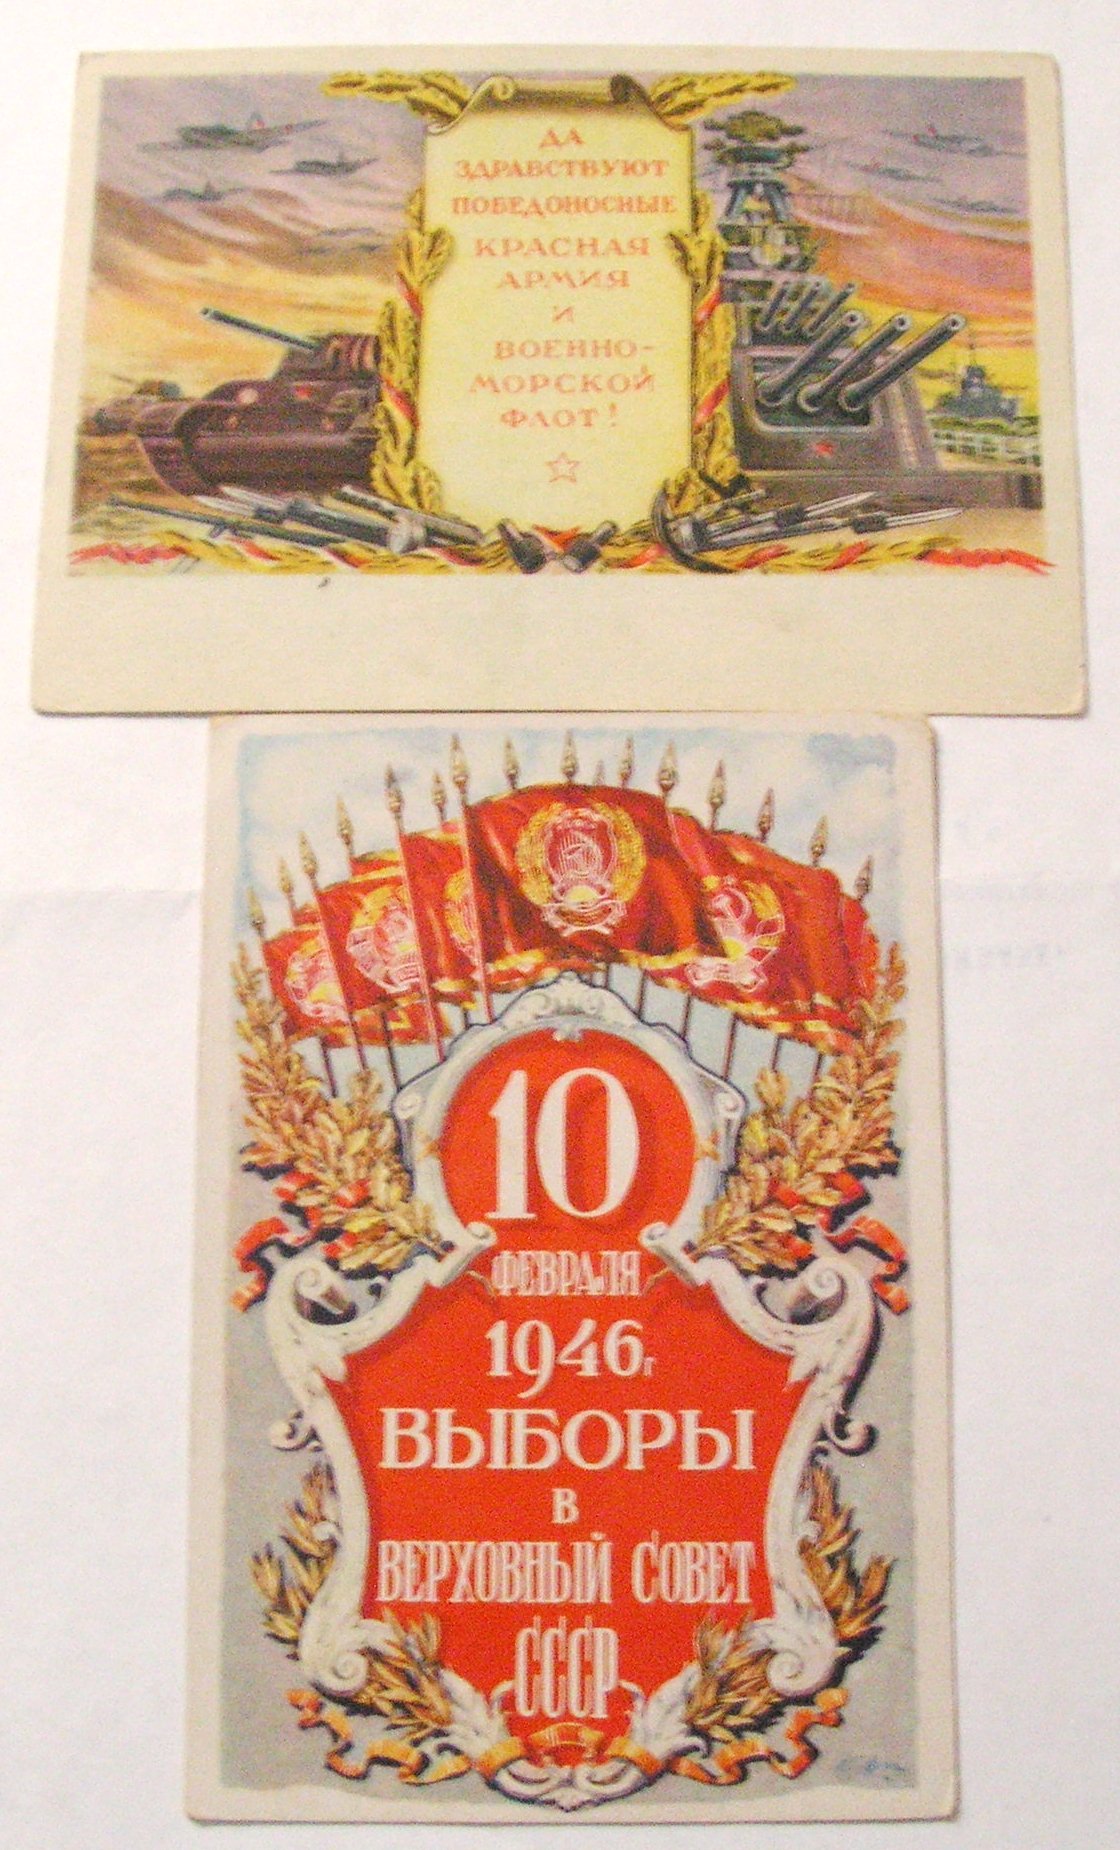 ДА
ЗДРАВСТВУЮТ
ПОБЕДОНОСНЫЕ
КРАСНАЯ
АРМИЯ
И
ВОЕННО-
МОРСКОЙ
ФЛОТ!
10
ФЕВРАЛЯ
1946г
ВЫБОРЫ
В
ВЕРХОВНЫЙ СОВЕТ
СССР